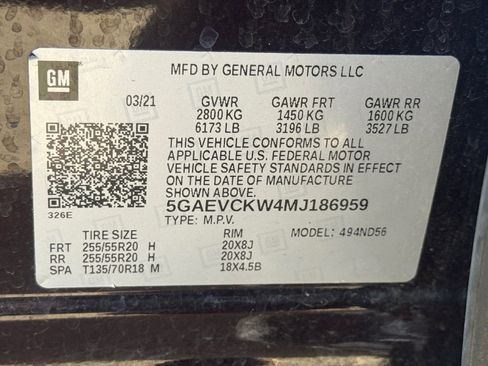 GM
MFD BY GENERAL MOTORS LLC
03/21 GVWR GAWR FRT GAWR RR
2800 KG 1450 KG 1600 KG
6173 LB 3196 LB 3527 LB
THIS VEHICLE CONFORMS TO ALL
APPLICABLE U.S. FEDERAL MOTOR
VEHICLE SAFETY STANDARDS IN EFFECT
ON THE DATE OF MANUFACTURE
SHOWN ABOVE.
326E 5GAEVCKW4MJ186959
TYPE: M.P.V. MODEL: 494ND56
TIRE SIZE RIM
FRT 255/55R20 H 20X8J
RR 255/55R20 H 20X8J
SPA T135/70R18 M 18X4.5B